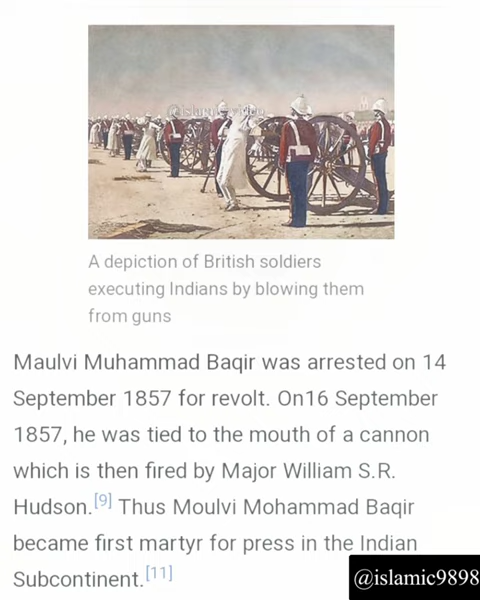 A depiction of British soldiers
executing Indians by blowing them
from guns
Maulvi Muhammad Baqir was arrested on 14
September 1857 for revolt. On16 September
1857, he was tied to the mouth of a cannon
which is then fired by Major William S.R.
Hudson.[9] Thus Moulvi Mohammad Baqir
became first martyr for press in the Indian
Subcontinent.[11]
@islamic9898